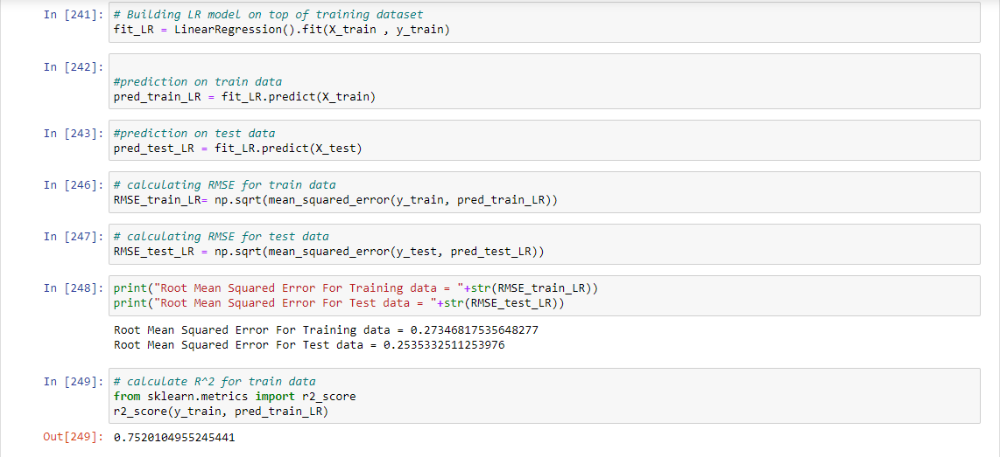 In [241]: # Building LR model on top of training dataset
fit_LR = LinearRegression().fit(X_train , y_train)
In [242]:
#prediction on train data
pred_train_LR = fit_LR.predict(X_train)
In [243]: #prediction on test data
pred_test_LR = fit_LR.predict(X_test)
In [246]: # calculating RMSE for train data
RMSE_train_LR= np.sqrt(mean_squared_error(y_train, pred_train_LR))
In [247]: # calculating RMSE for test data
RMSE_test_LR = np.sqrt(mean_squared_error(y_test, pred_test_LR))
In [248]: print("Root Mean Squared Error For Training data = "+str(RMSE_train_LR))
print("Root Mean Squared Error For Test data = "+str(RMSE_test_LR))
Root Mean Squared Error For Training data = 0.27346817535648277
Root Mean Squared Error For Test data = 0.2535332511253976
In [249]: # calculate R^2 for train data
from sklearn.metrics import r2_score
r2_score(y_train, pred_train_LR)
Out[249]: 0.7520104955245441